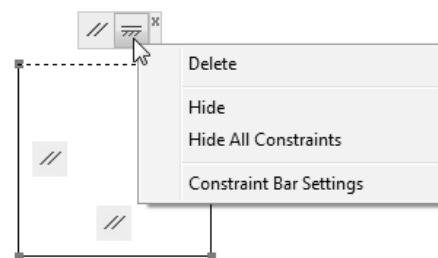 x
Delete
Hide
Hide All Constraints
Constraint Bar Settings